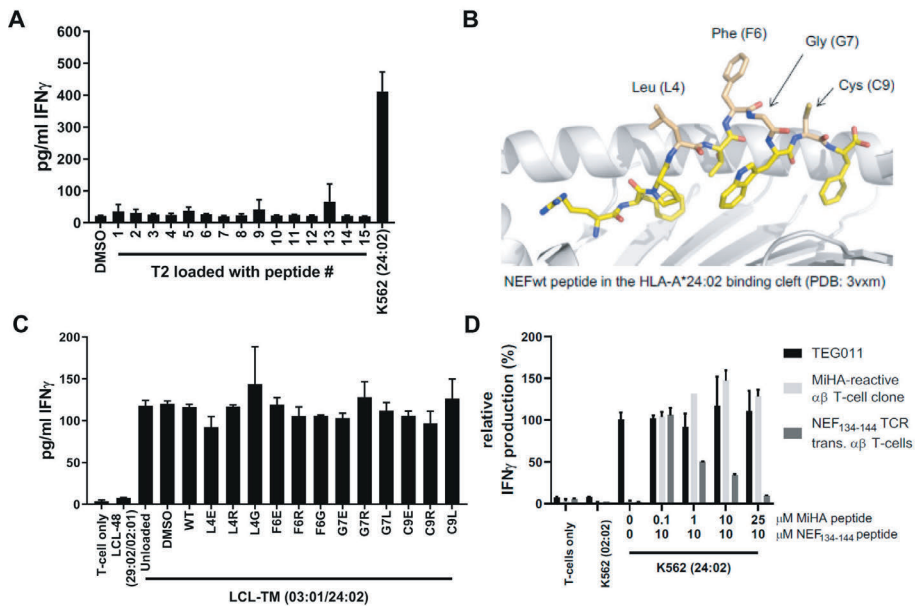 A
pg/ml IFNγ
600
400
300
200
100
0
DMSO
1
2
3
4
5
6
7
8
9
10
11
12
13
14
15
K562 (24:02)
T2 loaded with peptide #
B
Phe (F6)
Gly (G7)
Leu (L4)
Cys (C9)
NEFwt peptide in the HLA-A*24:02 binding cleft (PDB: 3vxm)
C
pg/ml IFNγ
200
150
100
50
0
T-cell only
LCL-48
(29:02/02:01)
Unloaded
DMSO
WT
L4E
L4R
L4G
F6E
F6R
F6G
G7E
G7R
G7L
C9E
C9R
C9L
LCL-TM (03:01/24:02)
D
relative
IFNγ production (%)
200
150
100
50
0
TEG011
MiHA-reactive
αβ T-cell clone
NEF134-144 TCR
trans. αβ T-cells
T-cells only
K562 (02:02)
0 0.1 1 10 25 μM MiHA peptide
0 10 10 10 10 μM NEF134-144 peptide
K562 (24:02)